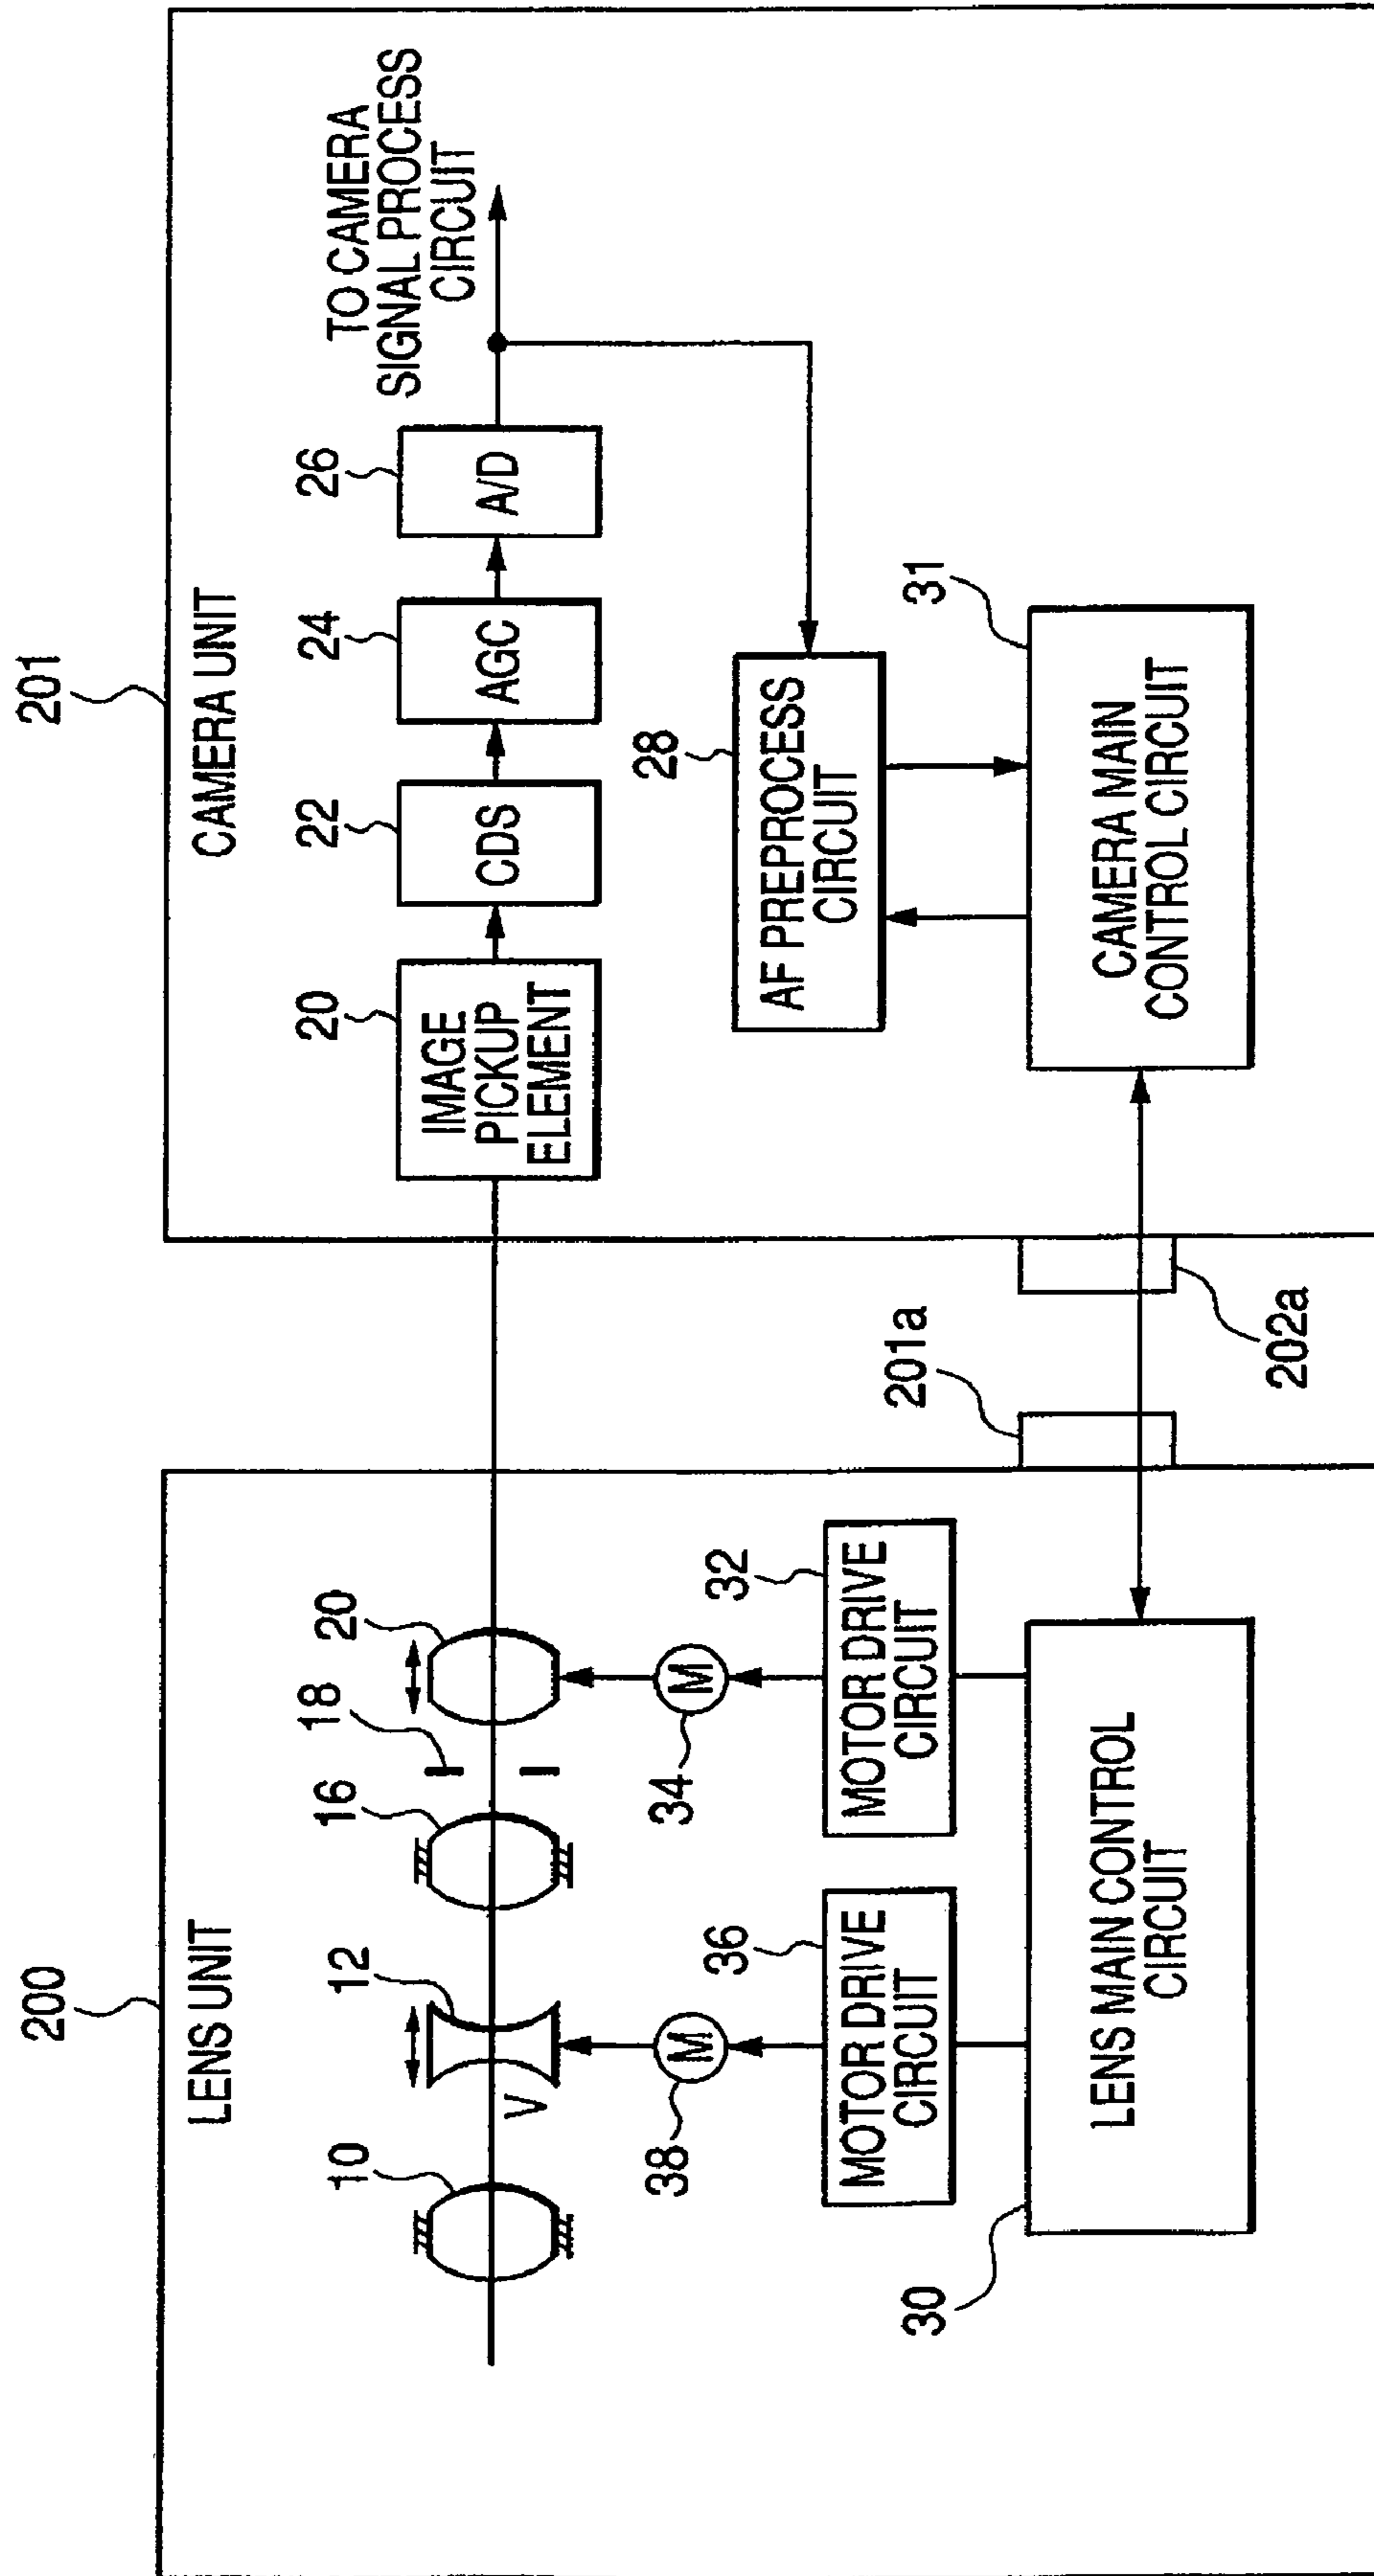 200
LENS UNIT
10
12
16
18
20
V
38
M
34
M
36
MOTOR DRIVE
CIRCUIT
32
MOTOR DRIVE
CIRCUIT
30
LENS MAIN CONTROL
CIRCUIT
201a
202a
201
CAMERA UNIT
20
IMAGE
PICKUP
ELEMENT
22
CDS
24
AGC
26
A/D
TO CAMERA
SIGNAL PROCESS
CIRCUIT
28
AF PREPROCESS
CIRCUIT
31
CAMERA MAIN
CONTROL CIRCUIT